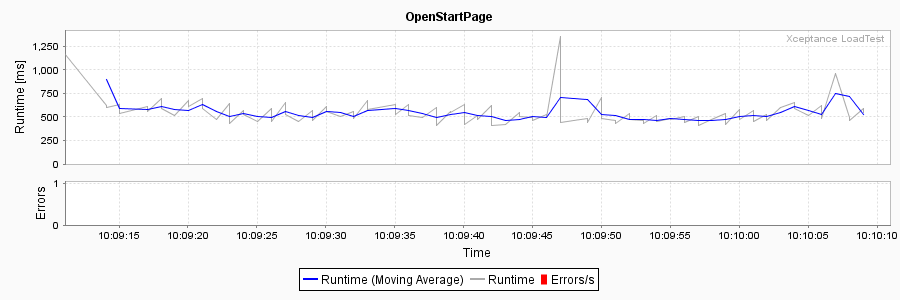 OpenStartPage
Xceptance LoadTest
Runtime [ms]
1,250
1,000
750
500
250
0
Errors
1
0
10:09:15 10:09:20 10:09:25 10:09:30 10:09:35 10:09:40 10:09:45 10:09:50 10:09:55 10:10:00 10:10:05 10:10:10
Time
Runtime (Moving Average) Runtime Errors/s